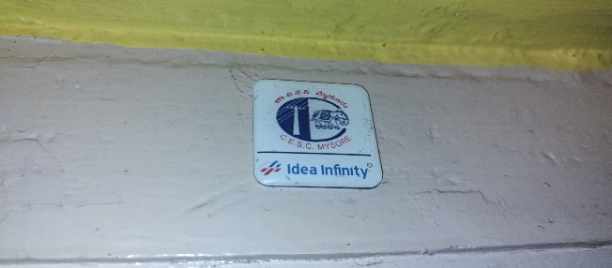 ಚಾ.ವಿ.ಸ.ನಿ. ಮೈಸೂರು
C.E.S.C. MYSORE
Idea Infinity